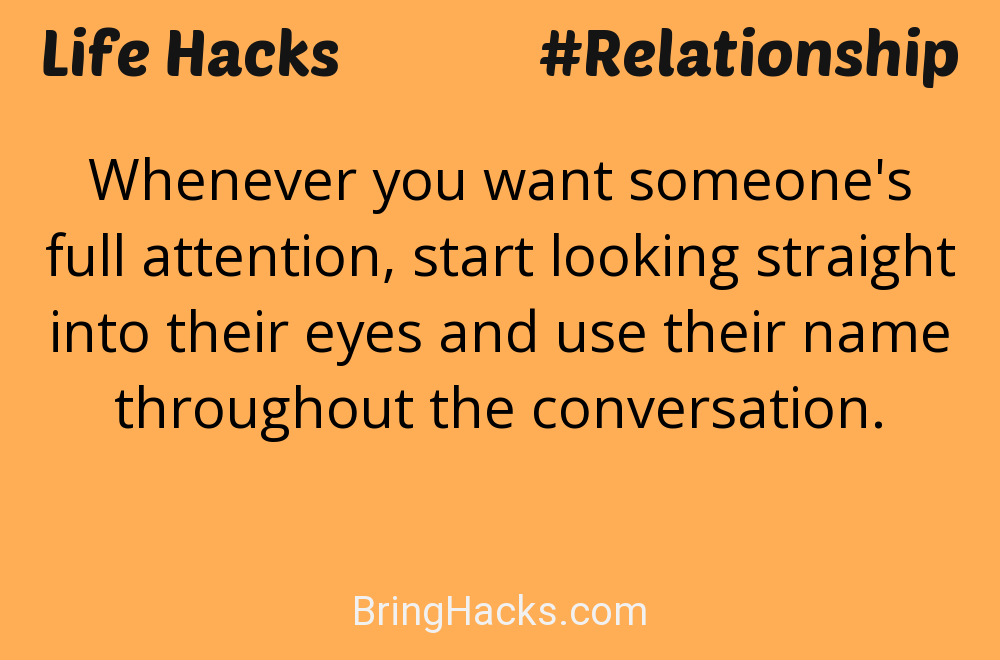 Life Hacks #Relationship
Whenever you want someone's
full attention, start looking straight
into their eyes and use their name
throughout the conversation.
BringHacks.com